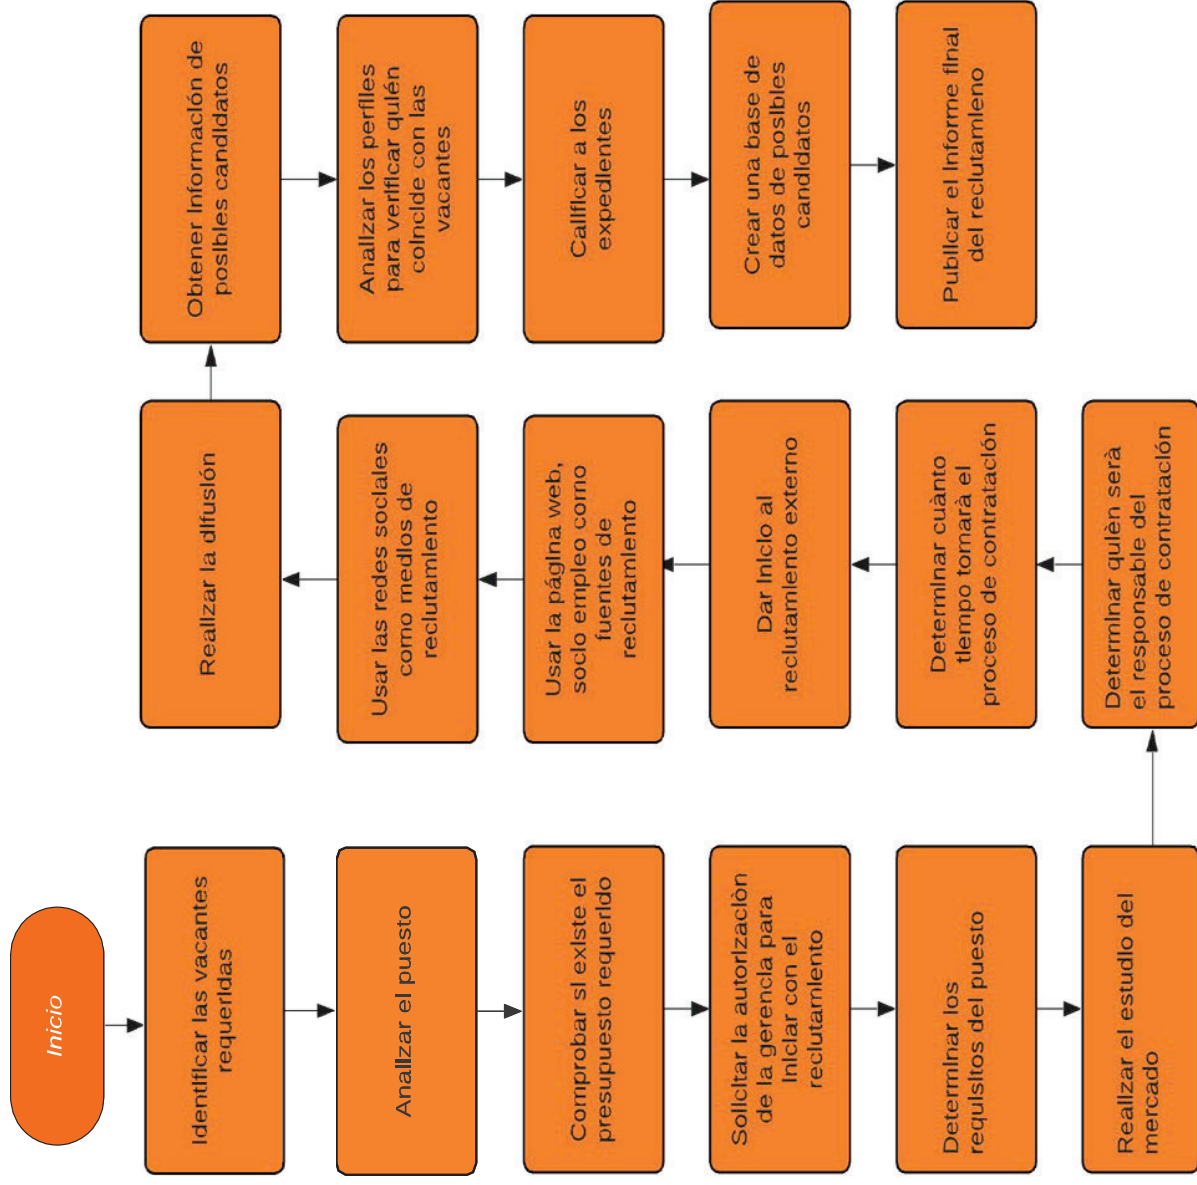 Inicio
Identificar las vacantes
requeridas
Analizar el puesto
Comprobar si existe el
presupuesto requerido
Solicitar la autorizaciòn
de la gerencia para
iniciar con el
reclutamiento
Determinar los
requisitos del puesto
Realizar el estudio del
mercado
Determinar quièn serà
el responsable del
proceso de contratación
Determinar cuànto
tiempo tomarà el
proceso de contratación
Dar inicio al
reclutamiento externo
Usar la página web,
socio empleo como
fuentes de
reclutamiento
Usar las redes sociales
como medios de
reclutamiento
Realizar la difusión
Obtener información de
posibles candidatos
Analizar los perfiles
para verificar quién
coincide con las
vacantes
Calificar a los
expedientes
Crear una base de
datos de posibles
candidatos
Publicar el informe final
del reclutamieno